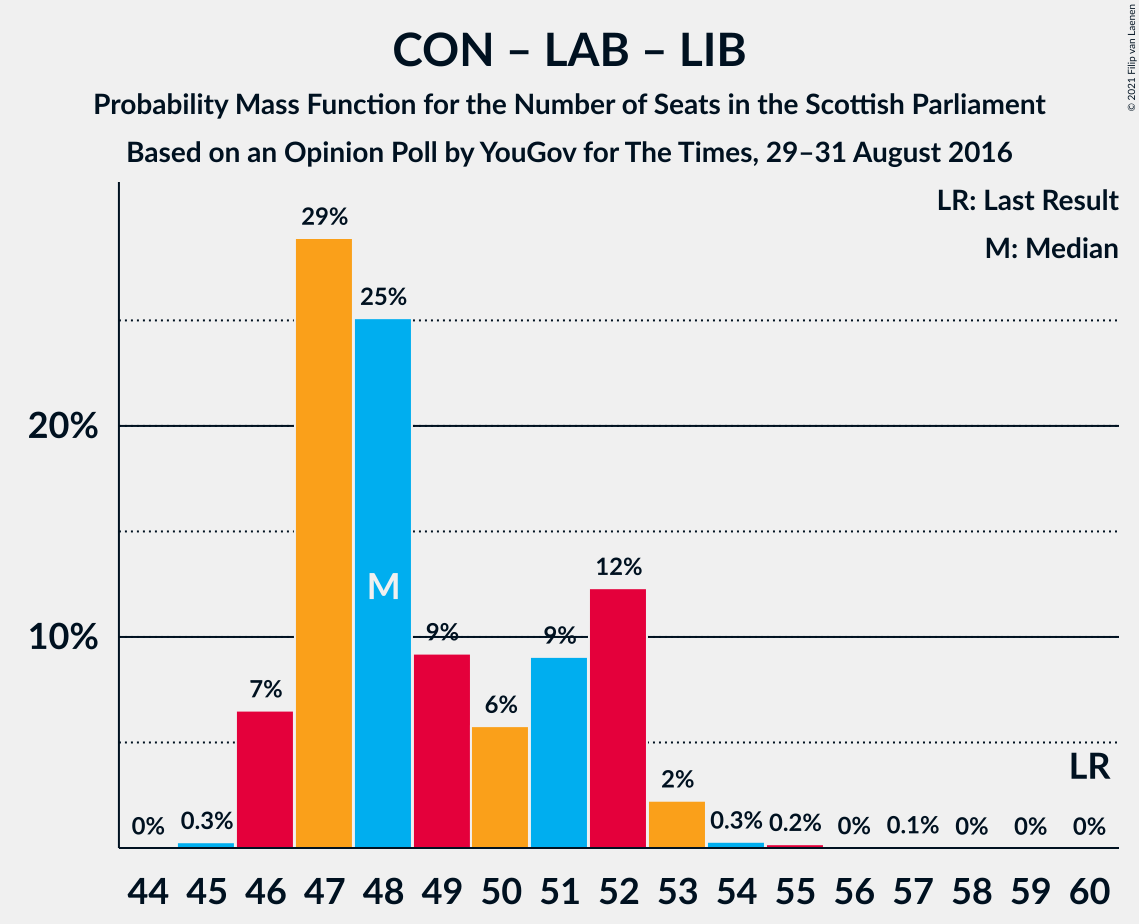 CON – LAB – LIB
Probability Mass Function for the Number of Seats in the Scottish Parliament
Based on an Opinion Poll by YouGov for The Times, 29–31 August 2016
© 2021 Filip van Laenen
LR: Last Result
M: Median
29%
25%
20%
12%
M
10%
9%
9%
7%
6%
LR
2%
0%
0.3%
0.3%
0.2%
0%
0.1%
0%
0%
0%
44 45 46 47 48 49 50 51 52 53 54 55 56 57 58 59 60